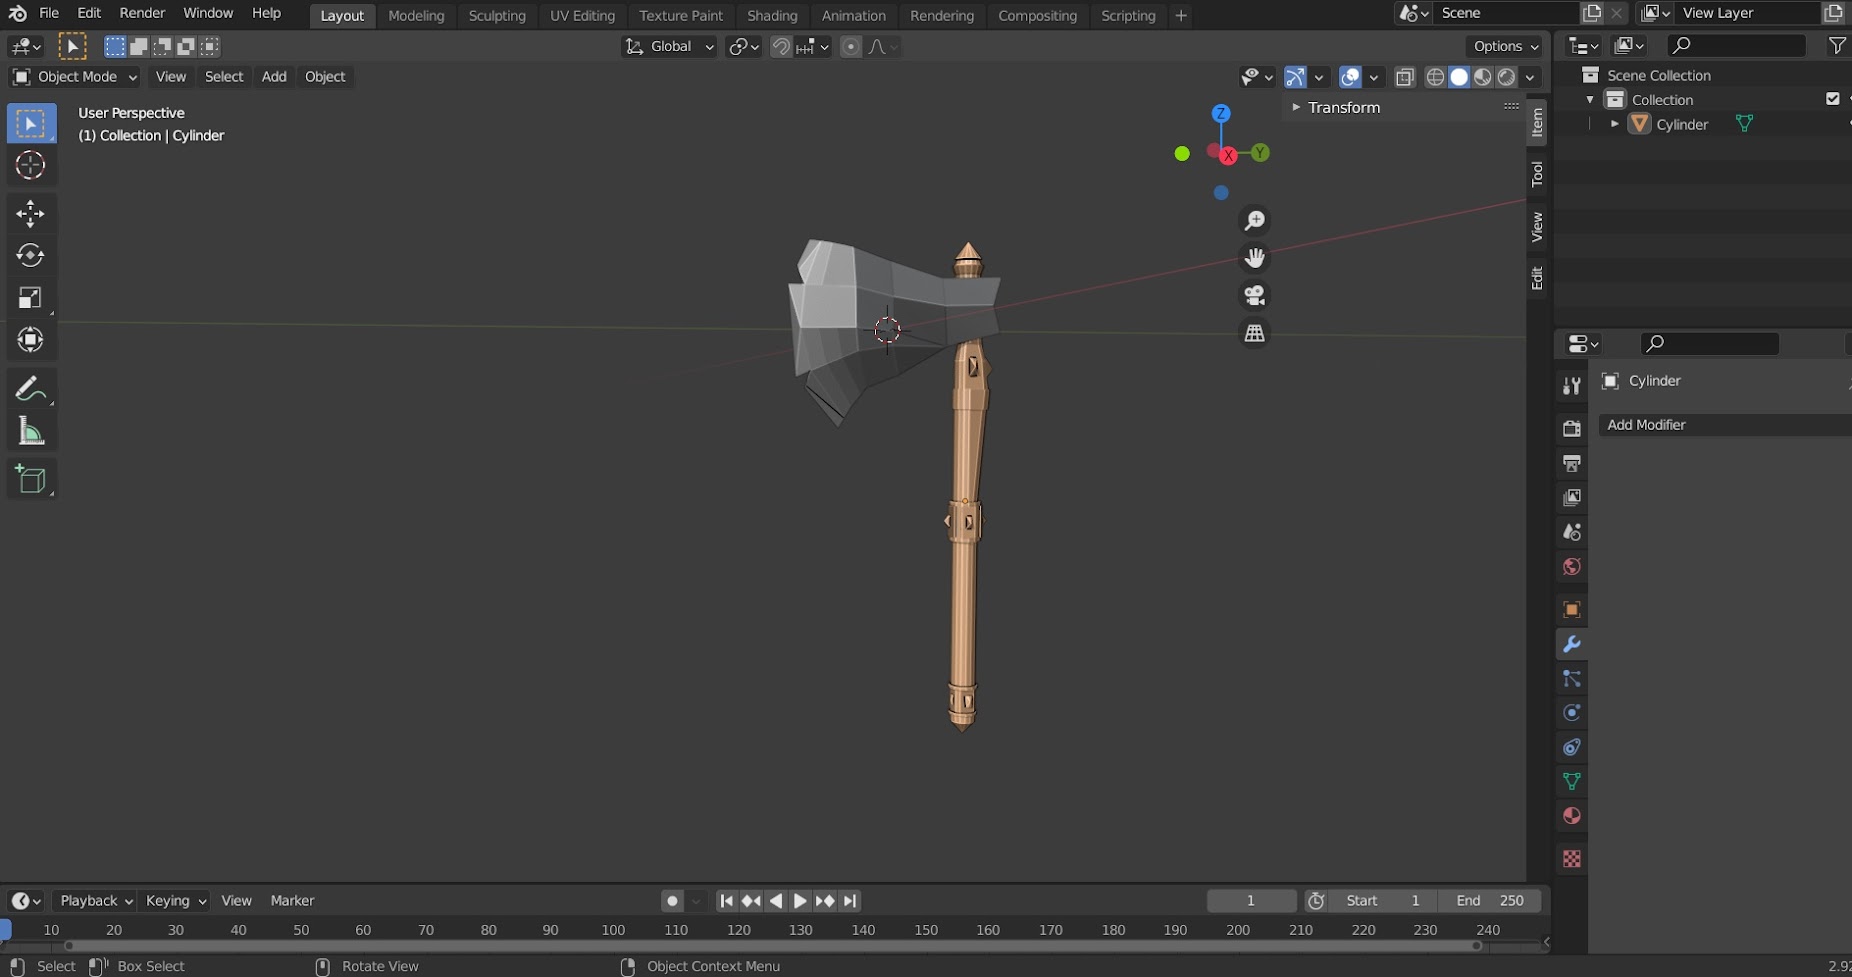 File Edit Render Window Help Layout Modeling Sculpting UV Editing Texture Paint Shading Animation Rendering Compositing Scripting + Scene View Layer
Global Options
Object Mode View Select Add Object
User Perspective
(1) Collection | Cylinder
Z
X
Y
Transform
Item
Tool
View
Edit
Scene Collection
Collection
Cylinder
Cylinder
Add Modifier
Playback Keying View Marker 1 Start 1 End 250
10 20 30 40 50 60 70 80 90 100 110 120 130 140 150 160 170 180 190 200 210 220 230 240
Select Box Select Rotate View Object Context Menu